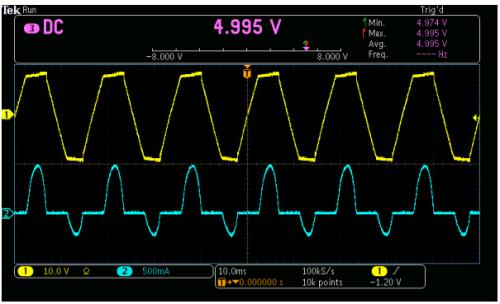 Tek Run Trig'd
3 DC 4.995 V
Min. 4.974 V
Max. 4.995 V
Avg. 4.995 V
Freq. ---- Hz
-8.000 V 8.000 V
T
1
2
1 10.0 V Ω 2 500mA 10.0ms 100kS/s 1
T→▼0.000000 s 10k points -1.20 V